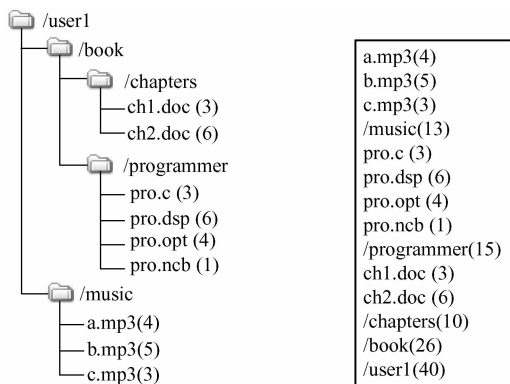 /user1
/book
/chapters
ch1.doc (3)
ch2.doc (6)
/programmer
pro.c (3)
pro.dsp (6)
pro.opt (4)
pro.ncb (1)
/music
a.mp3(4)
b.mp3(5)
c.mp3(3)
a.mp3(4)
b.mp3(5)
c.mp3(3)
/music(13)
pro.c (3)
pro.dsp (6)
pro.opt (4)
pro.ncb (1)
/programmer(15)
ch1.doc (3)
ch2.doc (6)
/chapters(10)
/book(26)
/user1(40)